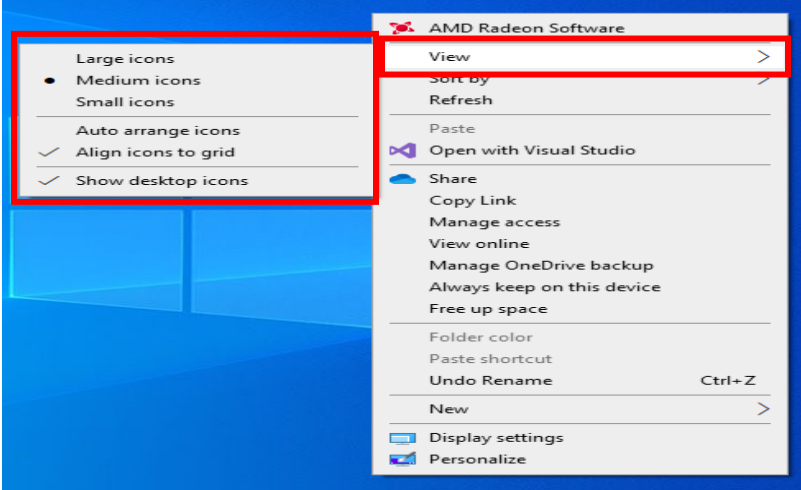 AMD Radeon Software
View
Sort by
Refresh
Paste
Open with Visual Studio
Share
Copy Link
Manage access
View online
Manage OneDrive backup
Always keep on this device
Free up space
Folder color
Paste shortcut
Undo Rename Ctrl+Z
New
Display settings
Personalize
Large icons
Medium icons
Small icons
Auto arrange icons
Align icons to grid
Show desktop icons